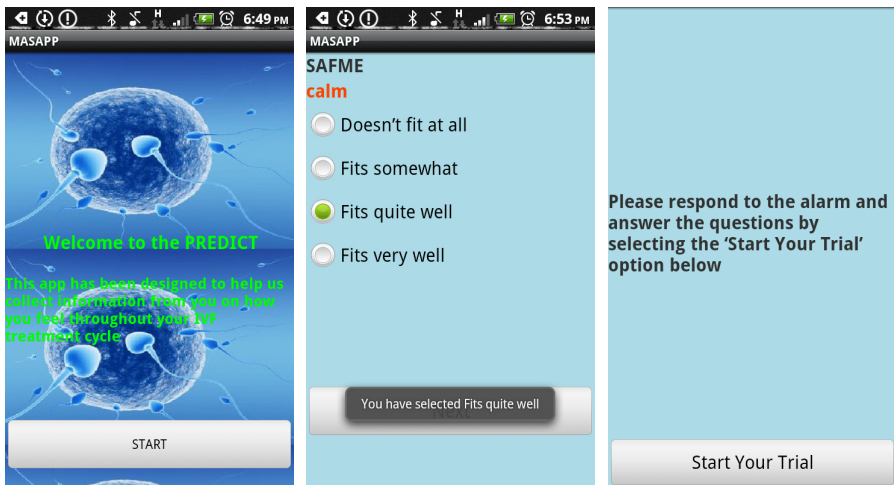 6:49 PM
MASAPP
Welcome to the PREDICT
This app has been designed to help us
collect information from you on how
you feel throughout your IVF
treatment cycle
START
H
6:53 PM
MASAPP
SAFME
calm
Doesn't fit at all
Fits somewhat
Fits quite well
Fits very well
You have selected Fits quite well
Next
Please respond to the alarm and
answer the questions by
selecting the ‘Start Your Trial’
option below
Start Your Trial